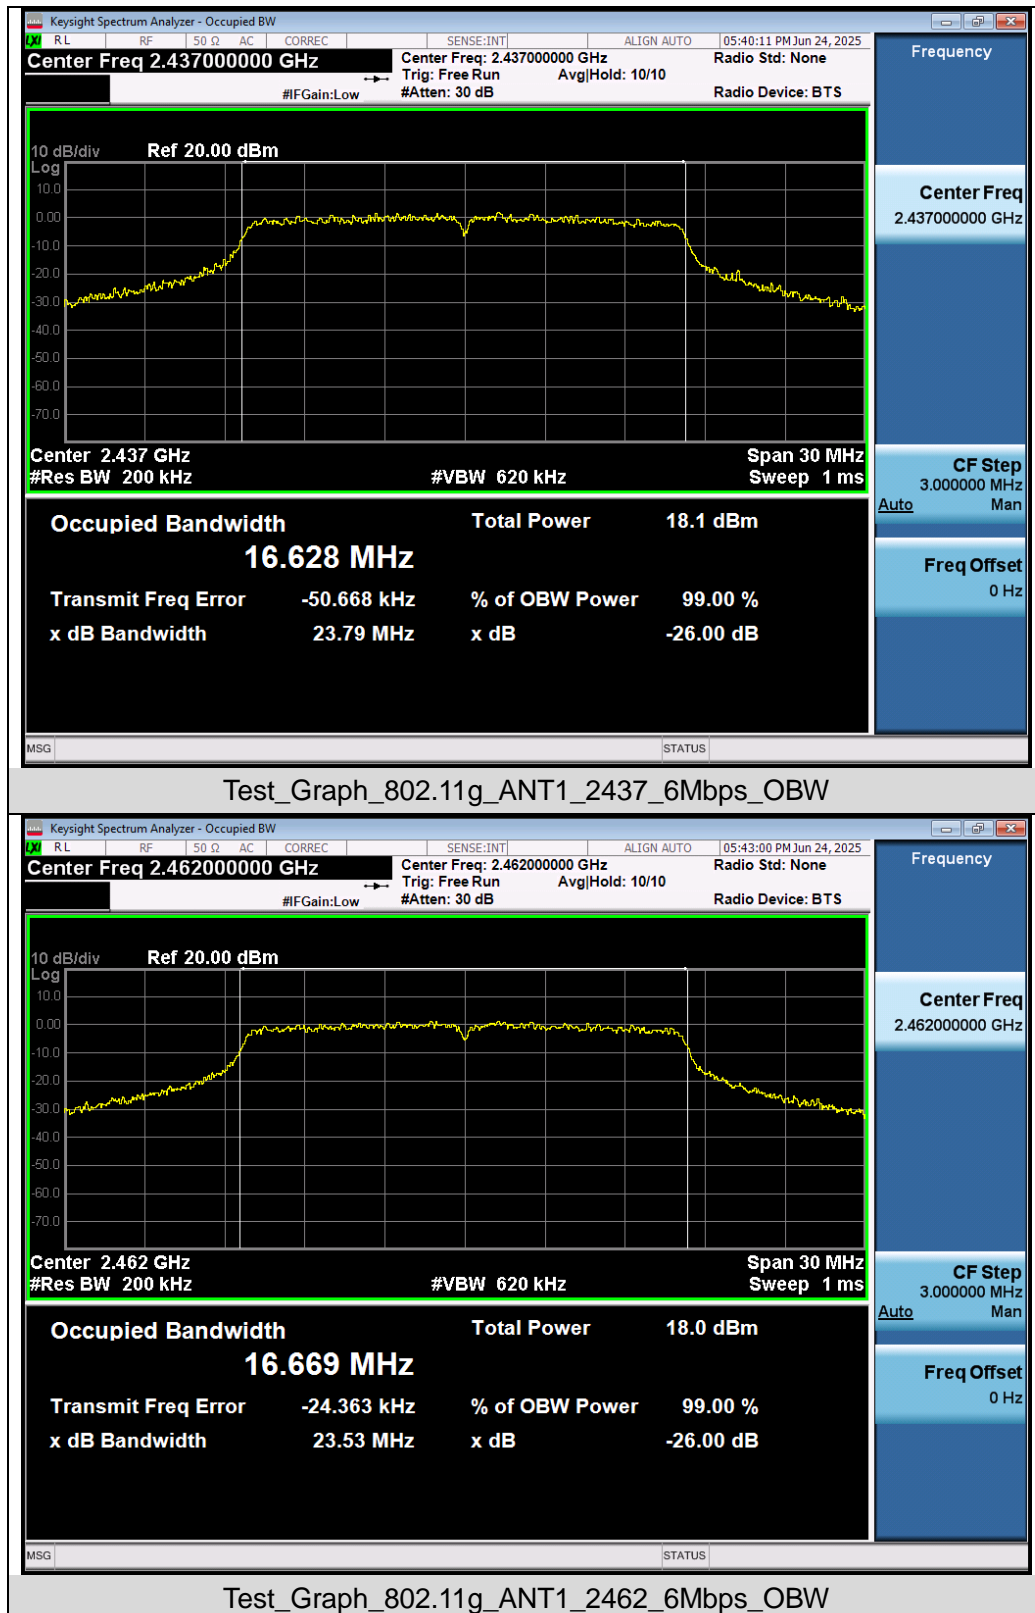 Keysight Spectrum Analyzer - Occupied BW
LXI RL RF 50 Ω AC CORREC SENSE:INT ALIGN AUTO 05:40:11 PM Jun 24, 2025
Center Freq 2.437000000 GHz
Center Freq: 2.437000000 GHz Radio Std: None
Trig: Free Run Avg|Hold: 10/10
#IFGain:Low #Atten: 30 dB Radio Device: BTS
Frequency
10 dB/div Ref 20.00 dBm
Log
10.0
0.00
-10.0
-20.0
-30.0
-40.0
-50.0
-60.0
-70.0
Center Freq
2.437000000 GHz
Center 2.437 GHz Span 30 MHz
#Res BW 200 kHz #VBW 620 kHz Sweep 1 ms
CF Step
3.000000 MHz
Auto Man
Occupied Bandwidth Total Power 18.1 dBm
16.628 MHz
Freq Offset
0 Hz
Transmit Freq Error -50.668 kHz % of OBW Power 99.00 %
x dB Bandwidth 23.79 MHz x dB -26.00 dB
MSG STATUS
Test_Graph_802.11g_ANT1_2437_6Mbps_OBW
Keysight Spectrum Analyzer - Occupied BW
LXI RL RF 50 Ω AC CORREC SENSE:INT ALIGN AUTO 05:43:00 PM Jun 24, 2025
Center Freq 2.462000000 GHz
Center Freq: 2.462000000 GHz Radio Std: None
Trig: Free Run Avg|Hold: 10/10
#IFGain:Low #Atten: 30 dB Radio Device: BTS
Frequency
10 dB/div Ref 20.00 dBm
Log
10.0
0.00
-10.0
-20.0
-30.0
-40.0
-50.0
-60.0
-70.0
Center Freq
2.462000000 GHz
Center 2.462 GHz Span 30 MHz
#Res BW 200 kHz #VBW 620 kHz Sweep 1 ms
CF Step
3.000000 MHz
Auto Man
Occupied Bandwidth Total Power 18.0 dBm
16.669 MHz
Freq Offset
0 Hz
Transmit Freq Error -24.363 kHz % of OBW Power 99.00 %
x dB Bandwidth 23.53 MHz x dB -26.00 dB
MSG STATUS
Test_Graph_802.11g_ANT1_2462_6Mbps_OBW